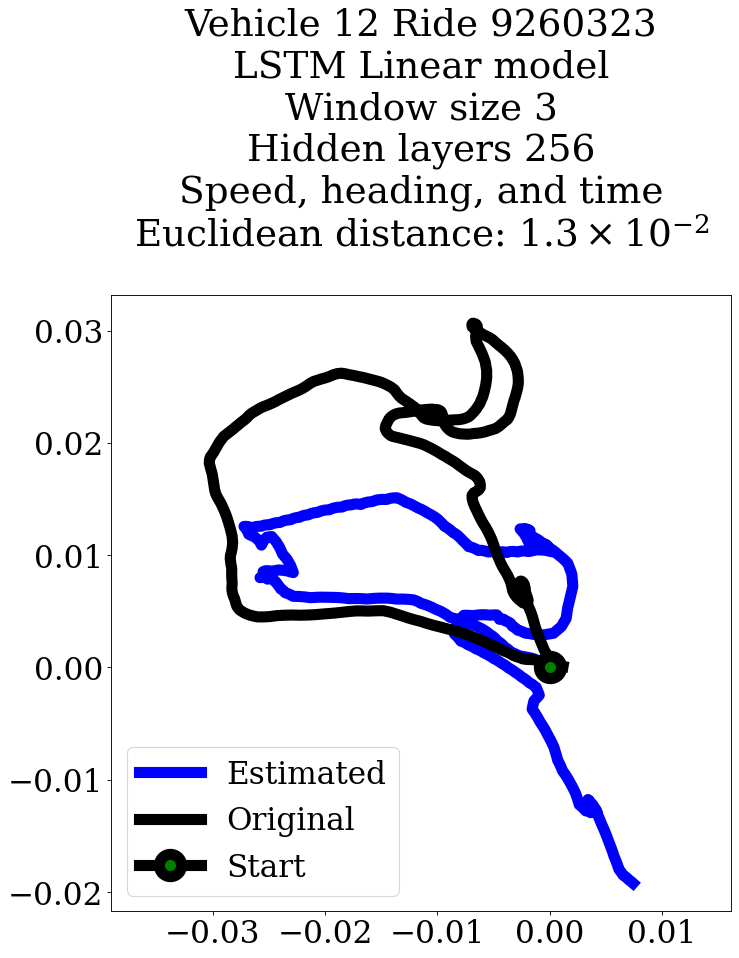 Vehicle 12 Ride 9260323
LSTM Linear model
Window size 3
Hidden layers 256
Speed, heading, and time
Euclidean distance: 1.3 × 10⁻²
0.03
0.02
0.01
0.00
−0.01
−0.02
Estimated
Original
Start
−0.03 −0.02 −0.01 0.00 0.01